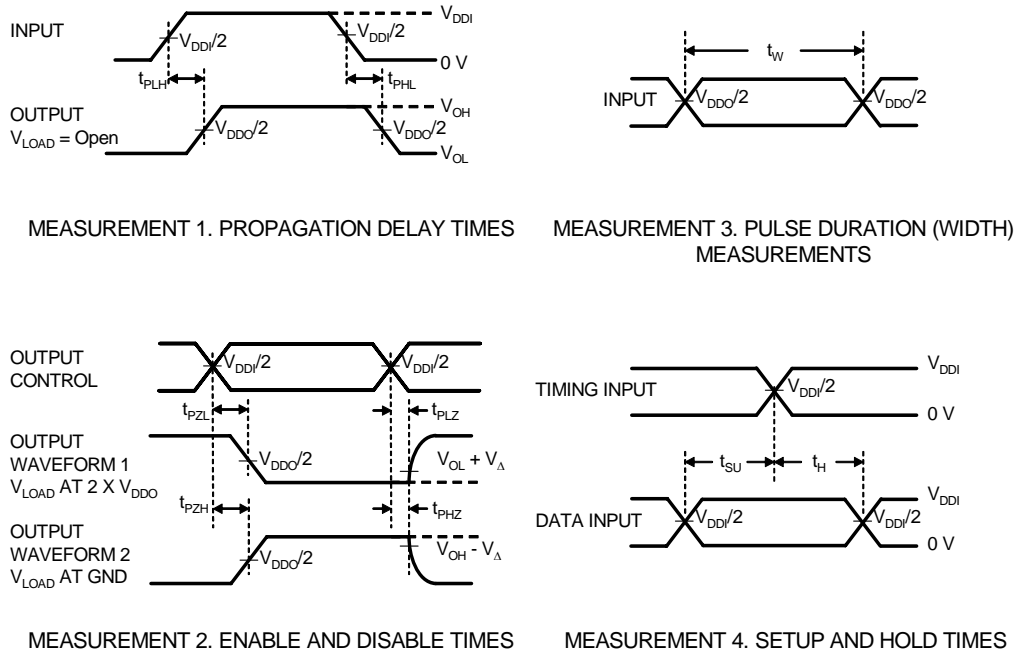 INPUT
V_DDI/2
V_DDI/2
V_DDI
0 V
t_PLH
t_PHL
OUTPUT
V_LOAD = Open
V_DDO/2
V_DDO/2
V_OH
V_OL
MEASUREMENT 1. PROPAGATION DELAY TIMES
t_W
INPUT
V_DDO/2
V_DDO/2
MEASUREMENT 3. PULSE DURATION (WIDTH)
MEASUREMENTS
OUTPUT
CONTROL
V_DDI/2
V_DDI/2
t_PZL
t_PLZ
OUTPUT
WAVEFORM 1
V_LOAD AT 2 X V_DDO
V_DDO/2
V_OL + V_Δ
t_PZH
t_PHZ
OUTPUT
WAVEFORM 2
V_LOAD AT GND
V_DDO/2
V_OH - V_Δ
MEASUREMENT 2. ENABLE AND DISABLE TIMES
TIMING INPUT
V_DDI/2
V_DDI
0 V
t_SU
t_H
DATA INPUT
V_DDI/2
V_DDI/2
V_DDI
0 V
MEASUREMENT 4. SETUP AND HOLD TIMES